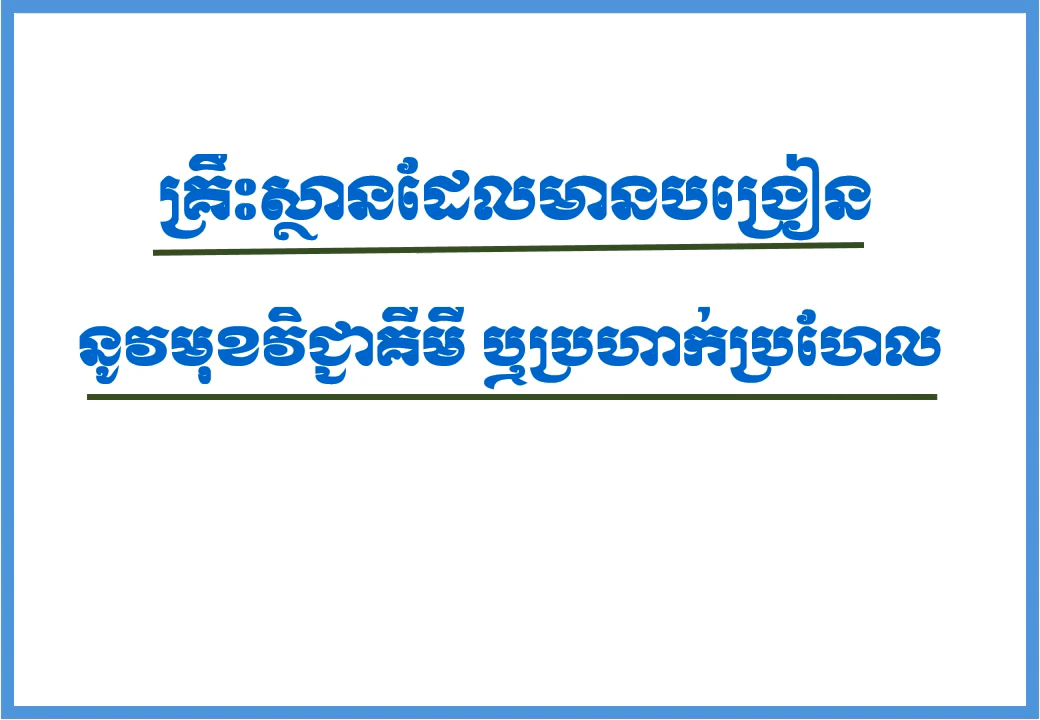 គ្រឹះស្ថានដែលមានបង្រៀន
នូវមុខវិជ្ជាគីមី ឬប្រហាក់ប្រហែល